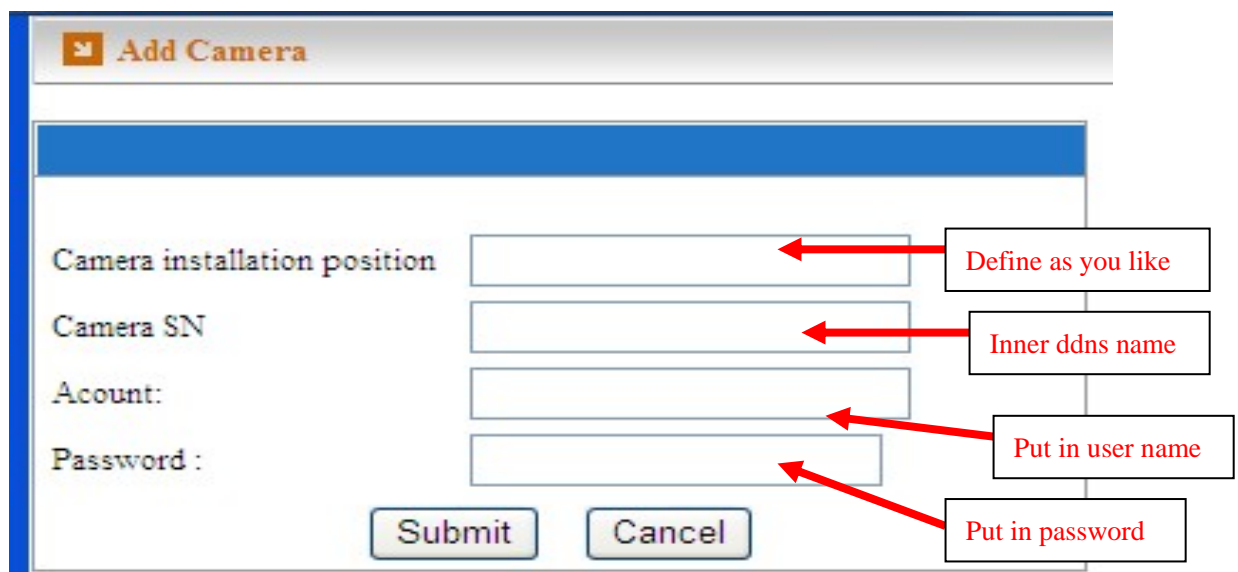 Add Camera
Camera installation position
Define as you like
Camera SN
Inner ddns name
Acount:
Put in user name
Password :
Put in password
Submit Cancel